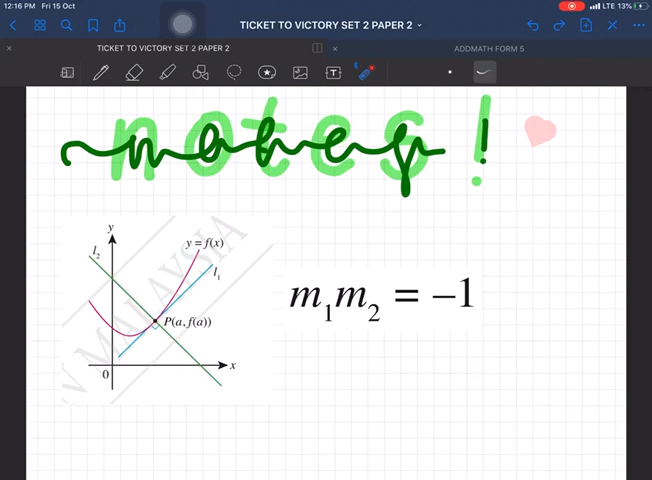 12:16 PM Fri 15 Oct
LTE 13%
TICKET TO VICTORY SET 2 PAPER 2
TICKET TO VICTORY SET 2 PAPER 2
ADDMATH FORM 5
notes!
y
y = f(x)
l₂
l₁
P(a, f(a))
x
0
m₁m₂ = –1
N MALAYSIA